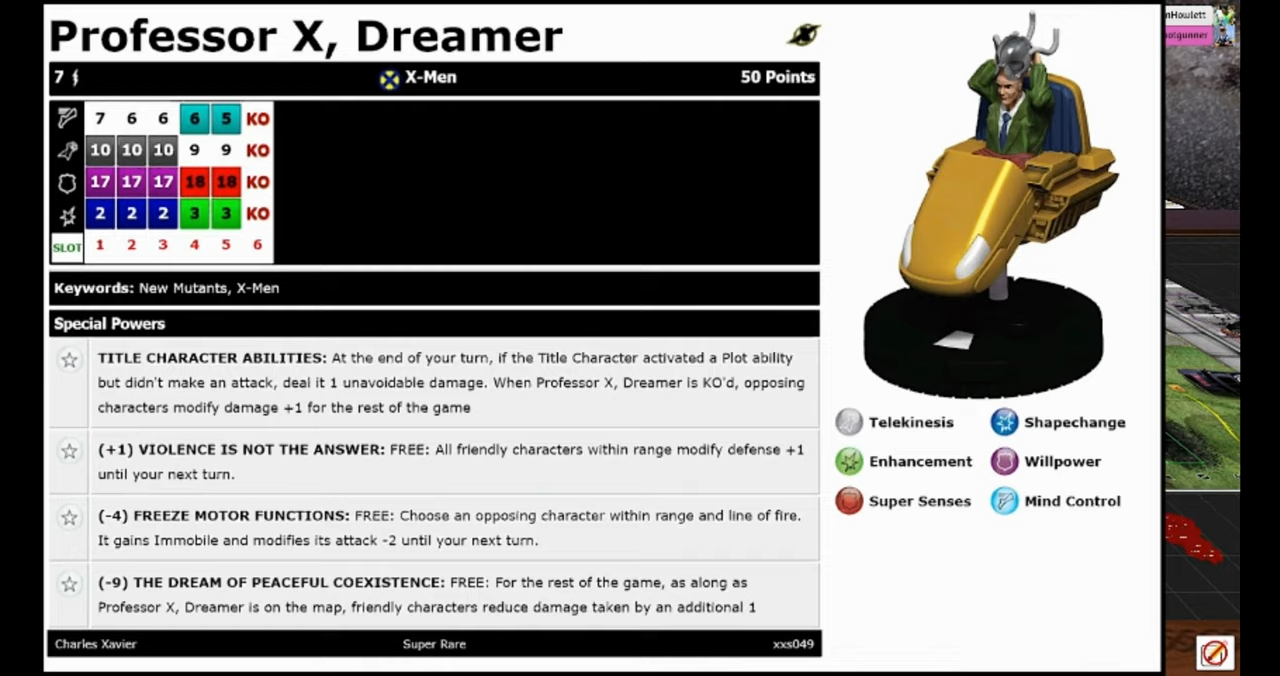 Professor X, Dreamer
7 X-Men 50 Points
7 6 6 6 5 KO
10 10 10 9 9 KO
17 17 17 18 18 KO
2 2 2 3 3 KO
SLOT 1 2 3 4 5 6
Keywords: New Mutants, X-Men
Special Powers
TITLE CHARACTER ABILITIES: At the end of your turn, if the Title Character activated a Plot ability
but didn't make an attack, deal it 1 unavoidable damage. When Professor X, Dreamer is KO'd, opposing
characters modify damage +1 for the rest of the game
(+1) VIOLENCE IS NOT THE ANSWER: FREE: All friendly characters within range modify defense +1
until your next turn.
(-4) FREEZE MOTOR FUNCTIONS: FREE: Choose an opposing character within range and line of fire.
It gains Immobile and modifies its attack -2 until your next turn.
(-9) THE DREAM OF PEACEFUL COEXISTENCE: FREE: For the rest of the game, as along as
Professor X, Dreamer is on the map, friendly characters reduce damage taken by an additional 1
Charles Xavier Super Rare xxs049
Telekinesis Shapechange
Enhancement Willpower
Super Senses Mind Control